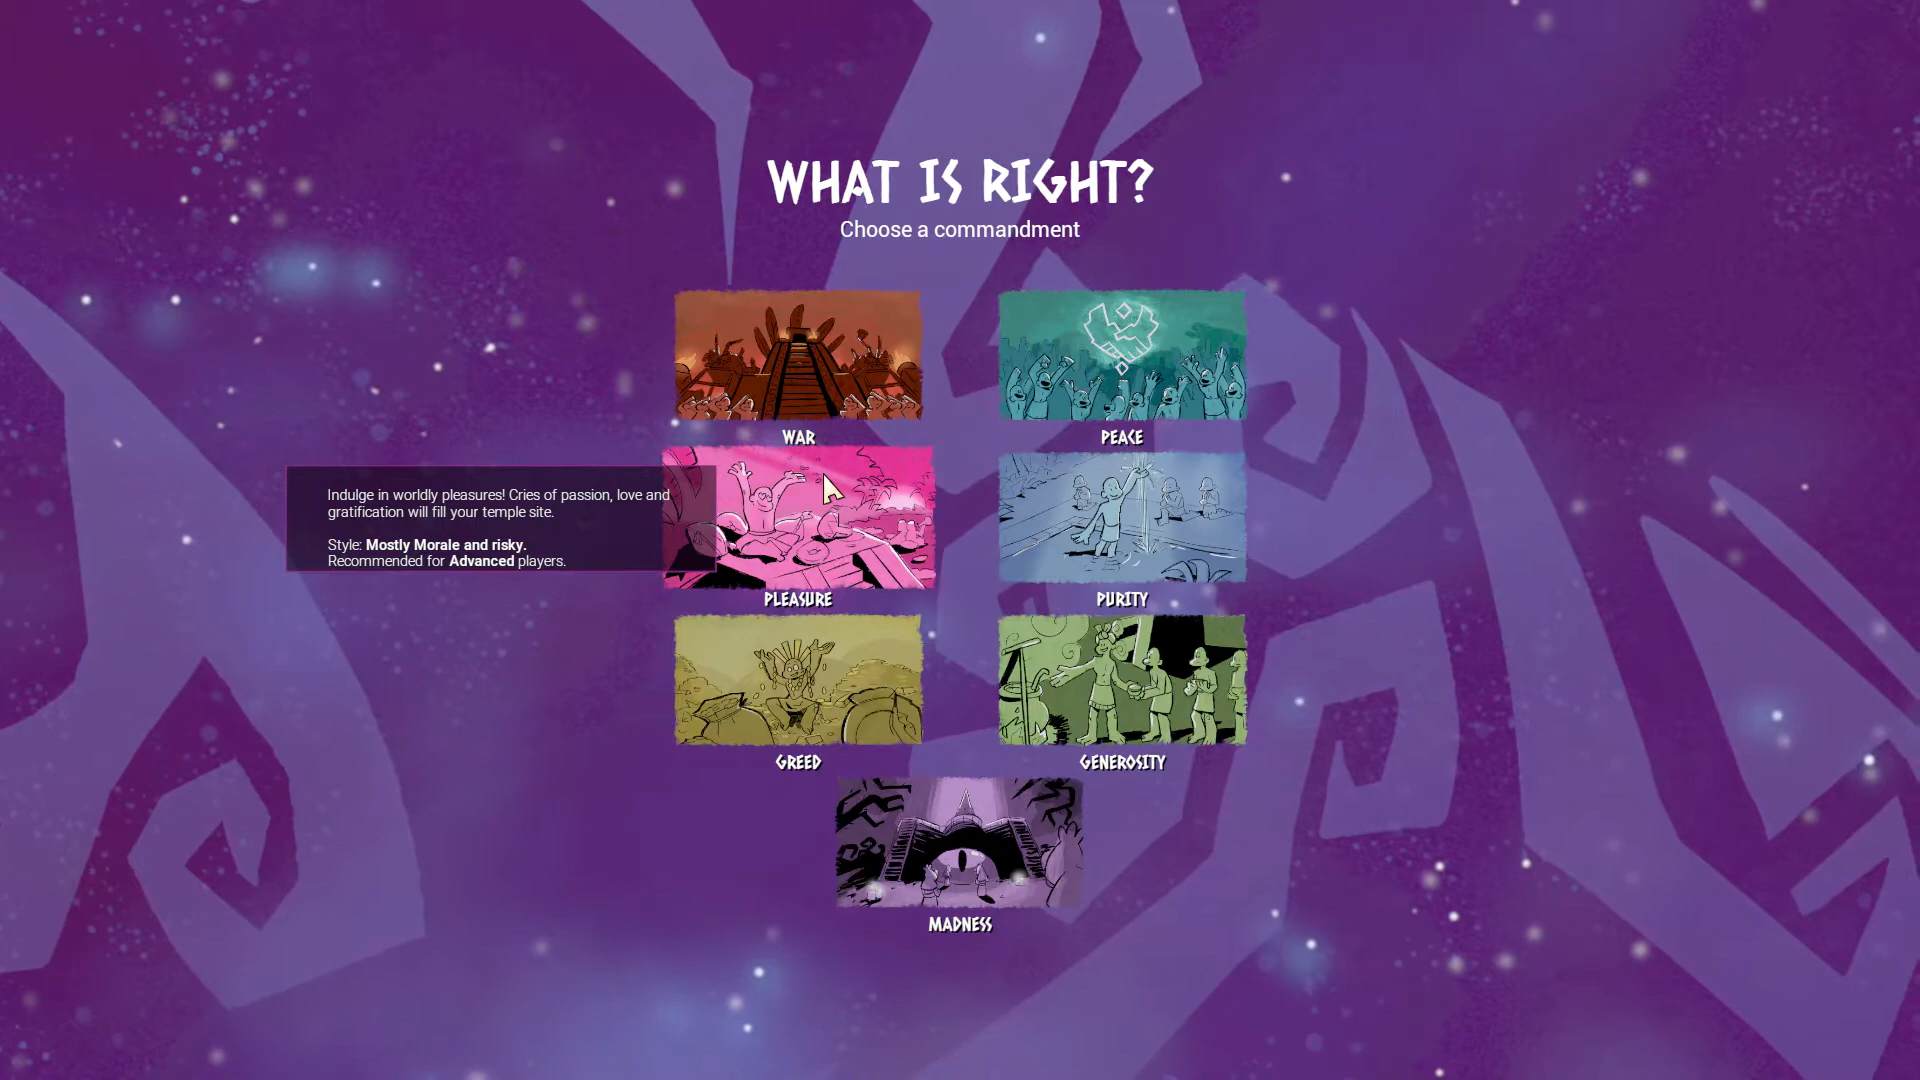 WHAT IS RIGHT?
Choose a commandment
WAR
PEACE
Indulge in worldly pleasures! Cries of passion, love and
gratification will fill your temple site.
Style: Mostly Morale and risky.
Recommended for Advanced players.
PLEASURE
PURITY
GREED
GENEROSITY
MADNESS